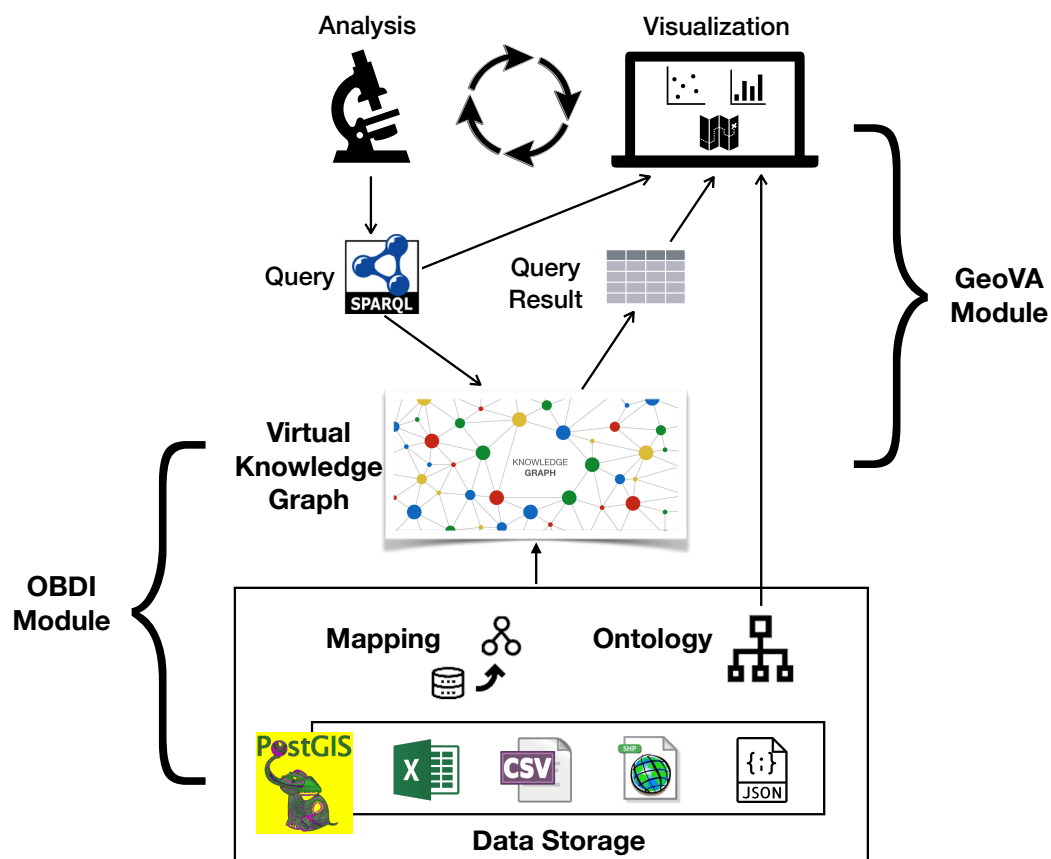 Analysis
Visualization
Query
SPARQL
Query
Result
GeoVA
Module
Virtual
Knowledge
Graph
KNOWLEDGE
GRAPH
OBDI
Module
Mapping
Ontology
PostGIS
X
CSV
SHP
{;}
JSON
Data Storage